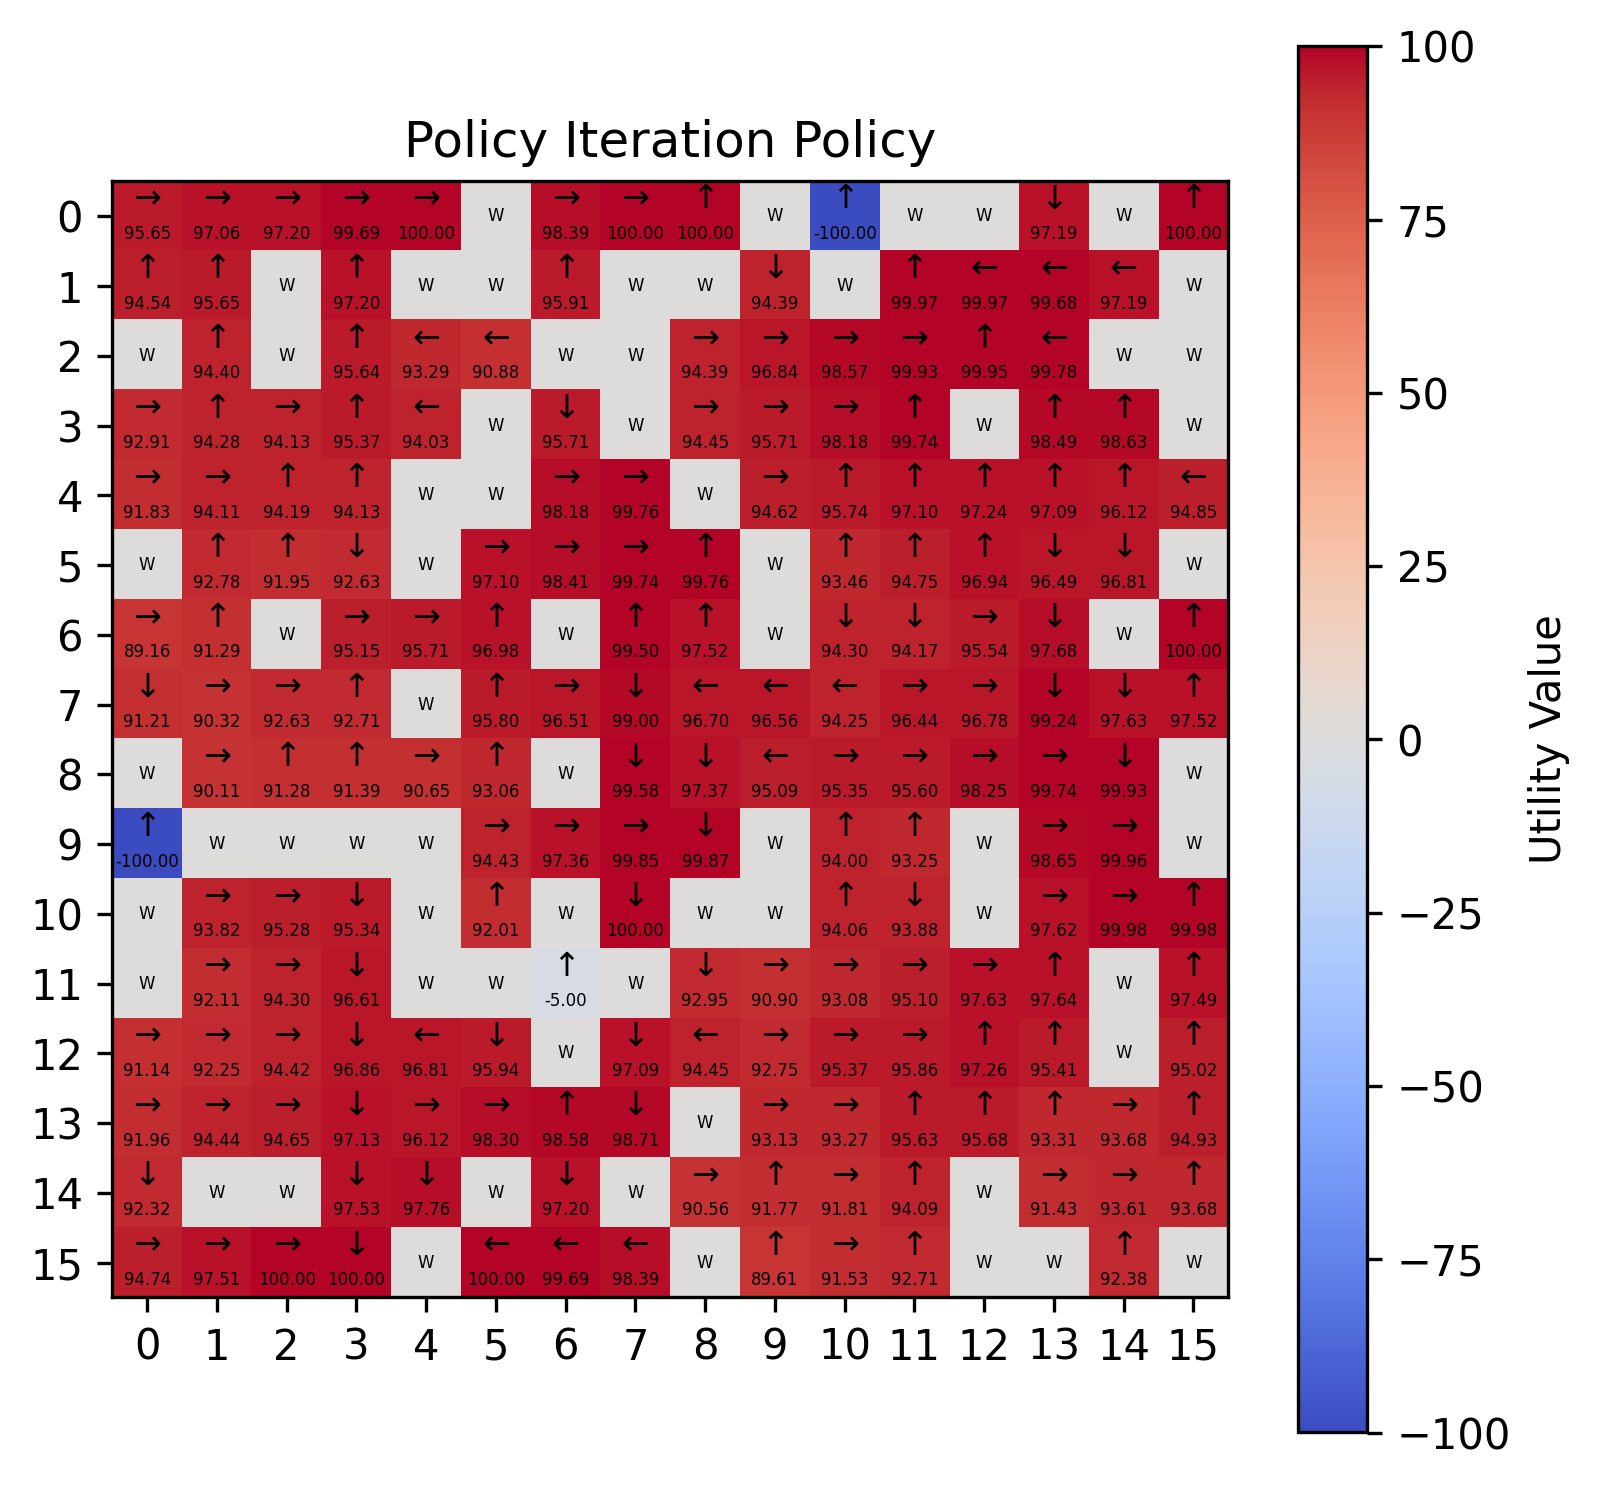 Policy Iteration Policy
0 → 95.65 → 97.06 → 97.20 → 99.69 → 100.00 W → 98.39 → 100.00 ↑ 100.00 W ↑ -100.00 W W ↓ 97.19 W ↑ 100.00
1 ↑ 94.54 ↑ 95.65 W ↑ 97.20 W W ↑ 95.91 W W ↓ 94.39 W ↑ 99.97 ← 99.97 ← 99.68 ← 97.19 W
2 W ↑ 94.40 W ↑ 95.64 ← 93.29 ← 90.88 W W → 94.39 → 96.84 → 98.57 → 99.93 ↑ 99.95 ← 99.78 W W
3 → 92.91 ↑ 94.28 → 94.13 ↑ 95.37 ← 94.03 W ↓ 95.71 W → 94.45 → 95.71 → 98.18 ↑ 99.74 W ↑ 98.49 ↑ 98.63 W
4 → 91.83 → 94.11 ↑ 94.19 ↑ 94.13 W W → 98.18 → 99.76 W → 94.62 ↑ 95.74 ↑ 97.10 ↑ 97.24 ↑ 97.09 ↑ 96.12 ← 94.85
5 W ↑ 92.78 ↑ 91.95 ↓ 92.63 W → 97.10 → 98.41 → 99.74 ↑ 99.76 W ↑ 93.46 ↑ 94.75 ↑ 96.94 ↓ 96.49 ↓ 96.81 W
6 → 89.16 ↑ 91.29 W → 95.15 → 95.71 ↑ 96.98 W ↑ 99.50 ↑ 97.52 W ↓ 94.30 ↓ 94.17 → 95.54 ↓ 97.68 W ↑ 100.00
7 ↓ 91.21 → 90.32 → 92.63 ↑ 92.71 W ↑ 95.80 → 96.51 ↓ 99.00 ← 96.70 ← 96.56 ← 94.25 → 96.44 → 96.78 ↓ 99.24 ↓ 97.63 ↑ 97.52
8 W → 90.11 ↑ 91.28 ↑ 91.39 → 90.65 ↑ 93.06 W ↓ 99.58 ↓ 97.37 ← 95.09 → 95.35 → 95.60 → 98.25 → 99.74 ↓ 99.93 W
9 ↑ -100.00 W W W W → 94.43 → 97.36 → 99.85 ↓ 99.87 W ↑ 94.00 ↑ 93.25 W → 98.65 → 99.96 W
10 W → 93.82 → 95.28 ↓ 95.34 W ↑ 92.01 W ↓ 100.00 W W ↑ 94.06 ↓ 93.88 W → 97.62 → 99.98 ↑ 99.98
11 W → 92.11 → 94.30 ↓ 96.61 W W ↑ -5.00 W ↓ 92.95 → 90.90 → 93.08 → 95.10 → 97.63 ↑ 97.64 W ↑ 97.49
12 → 91.14 → 92.25 → 94.42 ↓ 96.86 ← 96.81 ↓ 95.94 W ↓ 97.09 ← 94.45 → 92.75 → 95.37 → 95.86 ↑ 97.26 ↑ 95.41 W ↑ 95.02
13 → 91.96 → 94.44 → 94.65 ↓ 97.13 → 96.12 → 98.30 ↑ 98.58 ↓ 98.71 W → 93.13 → 93.27 ↑ 95.63 ↑ 95.68 ↑ 93.31 → 93.68 ↑ 94.93
14 ↓ 92.32 W W ↓ 97.53 ↓ 97.76 W ↓ 97.20 W → 90.56 ↑ 91.77 → 91.81 ↑ 94.09 W → 91.43 → 93.61 ↑ 93.68
15 → 94.74 → 97.51 → 100.00 ↓ 100.00 W ← 100.00 ← 99.69 ← 98.39 W ↑ 89.61 → 91.53 ↑ 92.71 W W ↑ 92.38 W
0 1 2 3 4 5 6 7 8 9 10 11 12 13 14 15
100
75
50
25
0
−25
−50
−75
−100
Utility Value